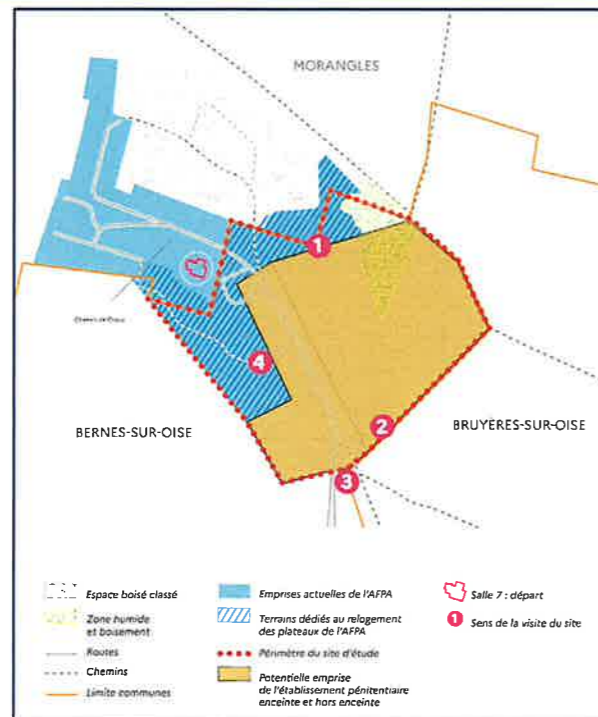 MORANGLES
1
4
BERNES-SUR-OISE
BRUYÈRES-SUR-OISE
2
3
Espace boisé classé
Zone humide
et boisement
Routes
Chemins
Limite communes
Emprises actuelles de l'AFPA
Terrains dédiés au relogement
des plateaux de l'AFPA
Périmètre du site d'étude
Potentielle emprise
de l'établissement pénitentiaire
enceinte et hors enceinte
Salle 7 : départ
1 Sens de la visite du site